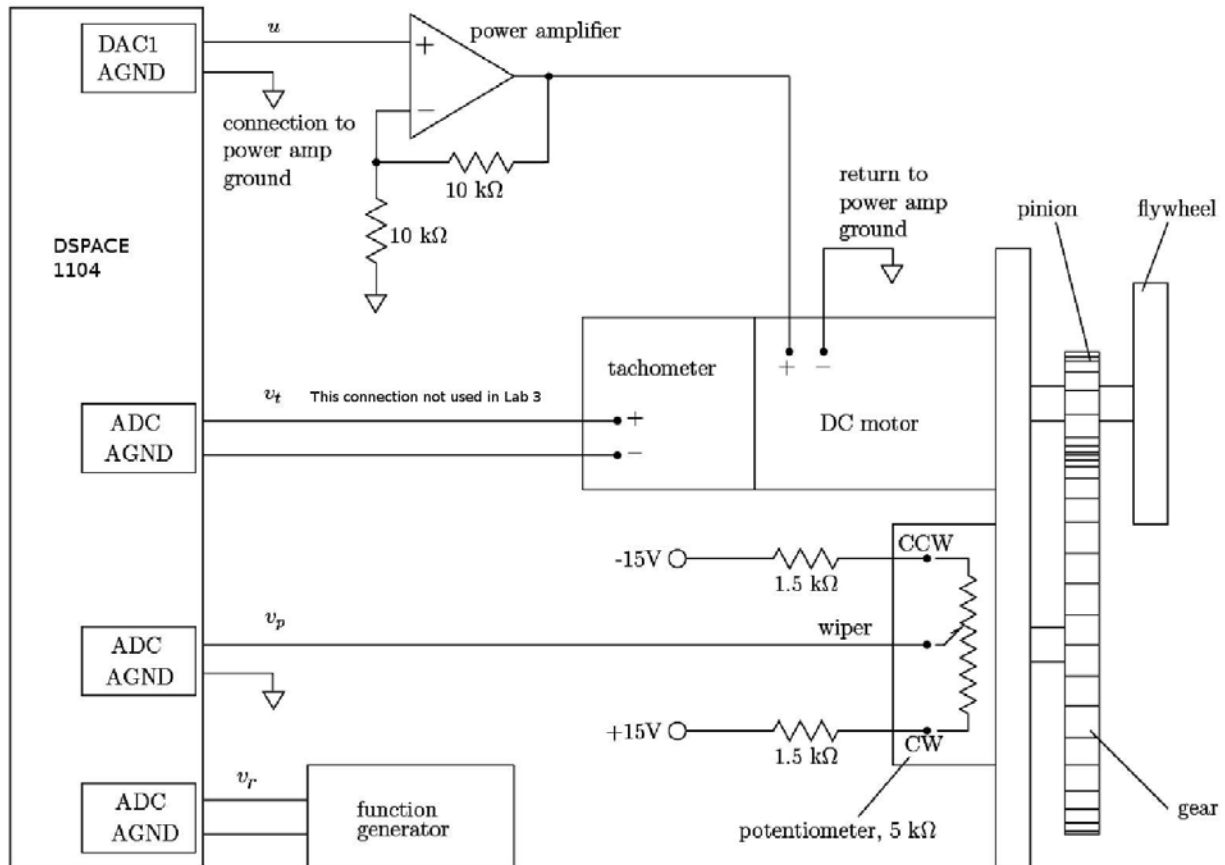 DAC1
AGND
u
power amplifier
+
−
connection to
power amp
ground
10 kΩ
10 kΩ
return to
power amp
ground
pinion
flywheel
DSPACE
1104
tachometer
+ −
DC motor
v_t This connection not used in Lab 3
ADC
AGND
+
−
-15V
1.5 kΩ
CCW
v_p
wiper
ADC
AGND
+15V
1.5 kΩ
CW
v_r
ADC
AGND
function
generator
potentiometer, 5 kΩ
gear